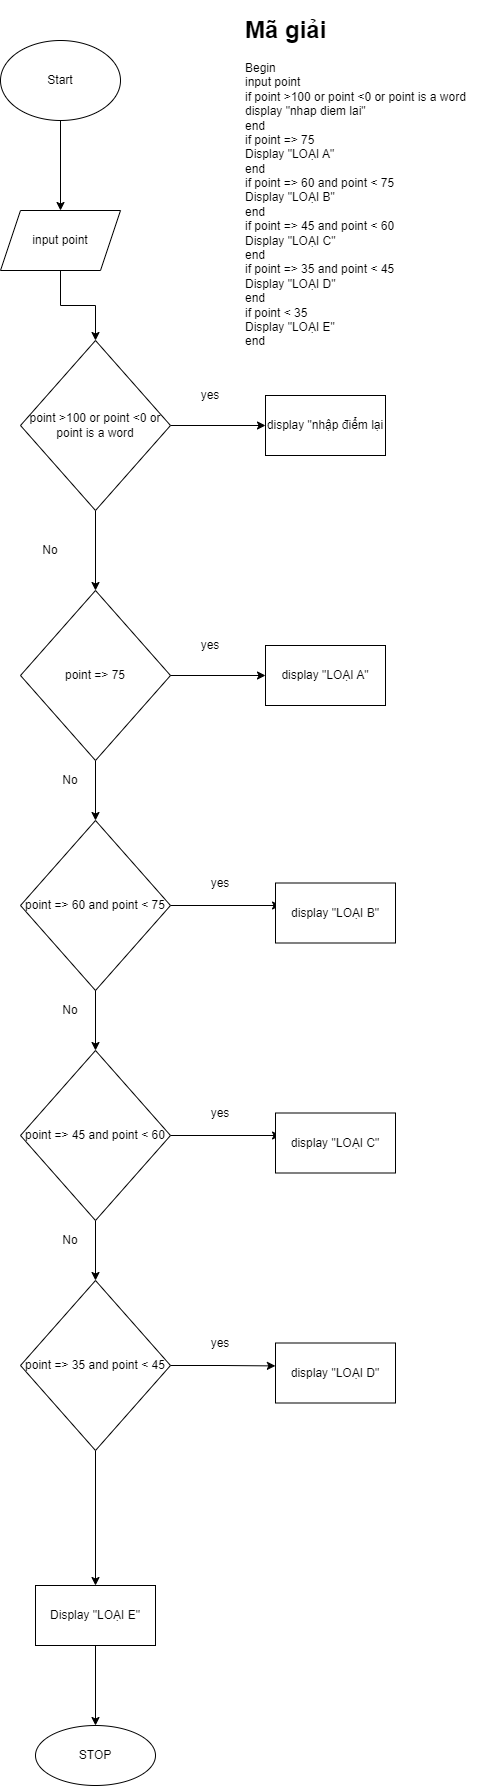 Mã giải
Begin
input point
if point >100 or point <0 or point is a word
display "nhap diem lai"
end
if point => 75
Display "LOẠI A"
end
if point => 60 and point < 75
Display "LOẠI B"
end
if point => 45 and point < 60
Display "LOẠI C"
end
if point => 35 and point < 45
Display "LOẠI D"
end
if point < 35
Display "LOẠI E"
end
Start
input point
point >100 or point <0 or
point is a word
yes
display "nhập điểm lại
No
point => 75
yes
display "LOẠI A"
No
point => 60 and point < 75
yes
display "LOẠI B"
No
point => 45 and point < 60
yes
display "LOẠI C"
No
point => 35 and point < 45
yes
display "LOẠI D"
Display "LOẠI E"
STOP